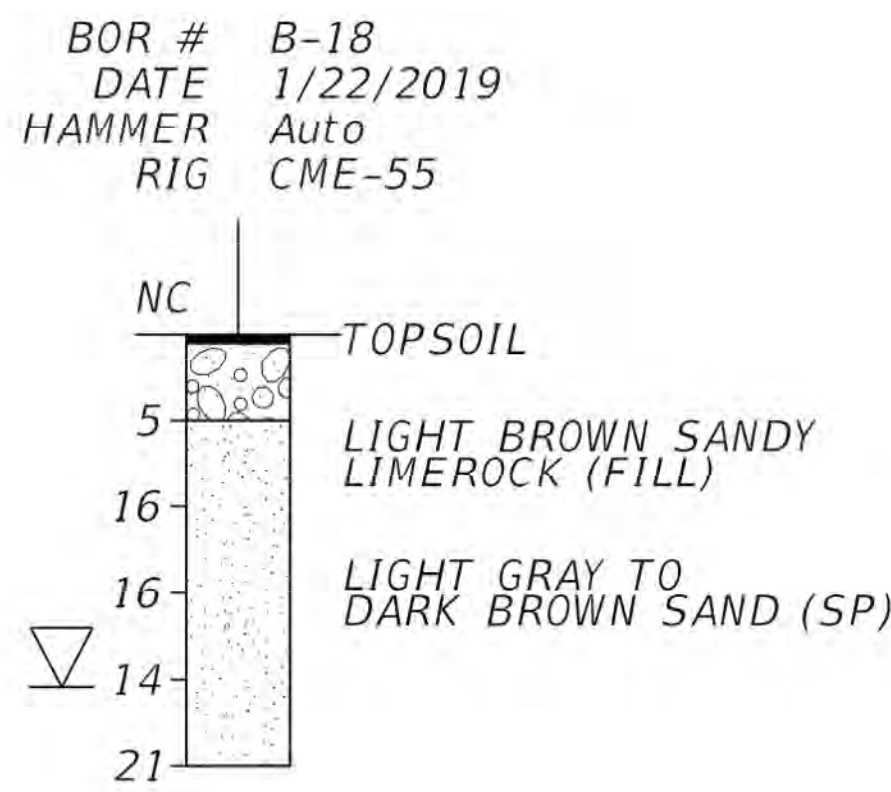 BOR # B-18
DATE 1/22/2019
HAMMER Auto
RIG CME-55
NC
TOPSOIL
5
LIGHT BROWN SANDY
LIMEROCK (FILL)
16
16
LIGHT GRAY TO
DARK BROWN SAND (SP)
14
21